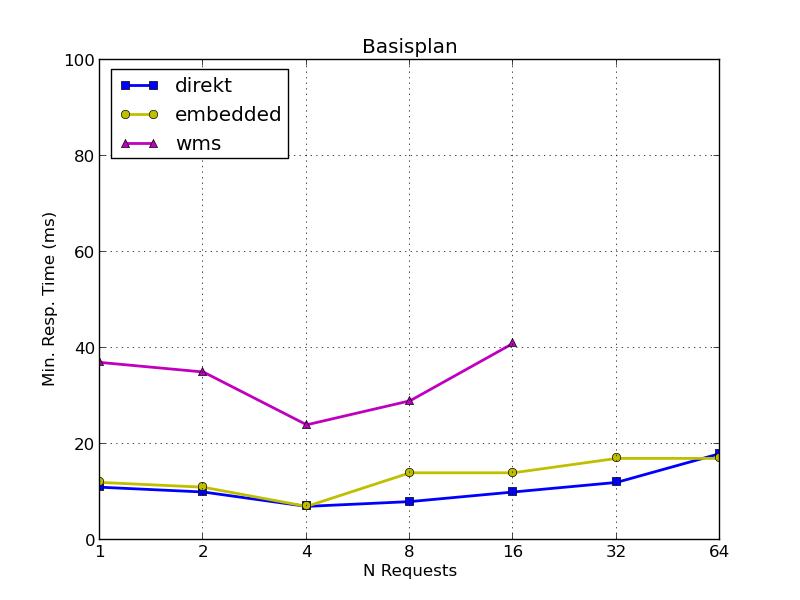 Basisplan
direkt
embedded
wms
100
80
60
40
20
0
Min. Resp. Time (ms)
1 2 4 8 16 32 64
N Requests